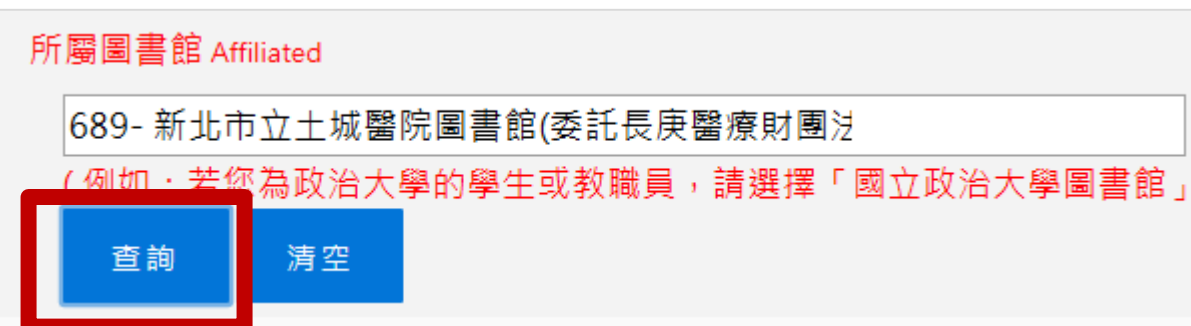 所屬圖書館 Affiliated
689- 新北市立土城醫院圖書館(委託長庚醫療財團法
(例如：若您為政治大學的學生或教職員，請選擇「國立政治大學圖書館」
查詢 清空